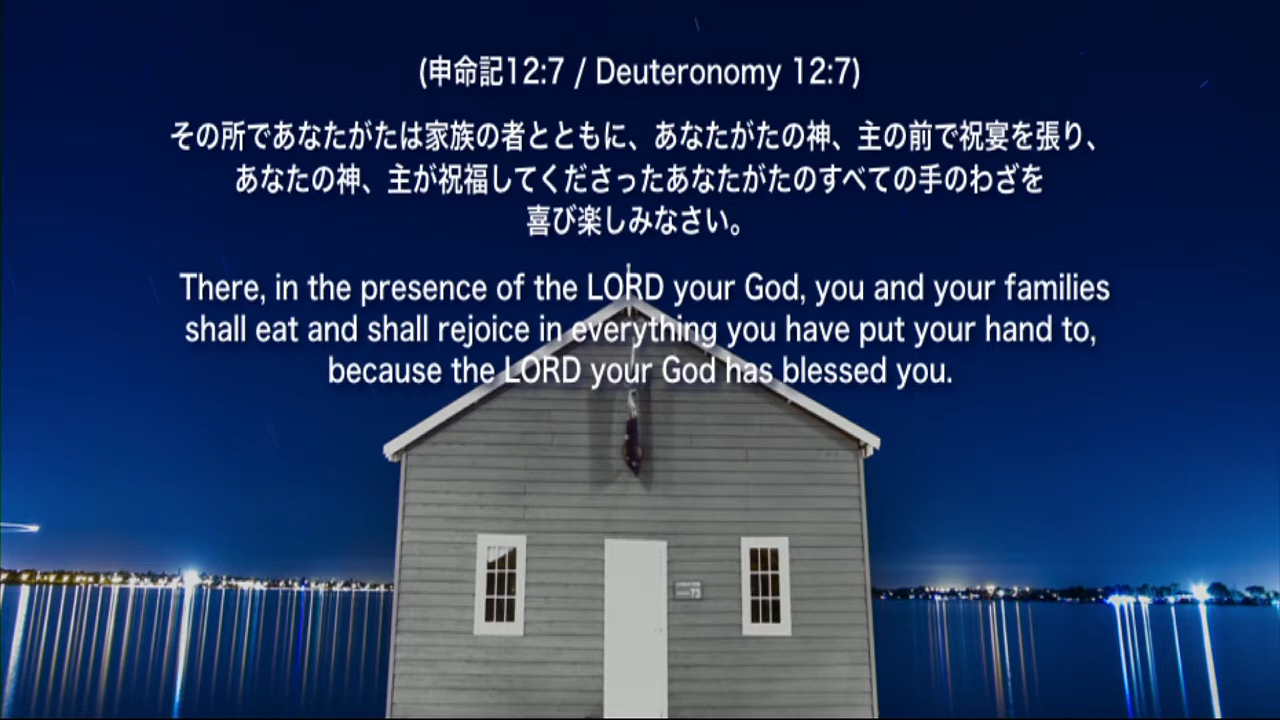 (申命記12:7 / Deuteronomy 12:7)
その所であなたがたは家族の者とともに、あなたがたの神、主の前で祝宴を張り、
あなたの神、主が祝福してくださったあなたがたのすべての手のわざを
喜び楽しみなさい。
There, in the presence of the LORD your God, you and your families
shall eat and shall rejoice in everything you have put your hand to,
because the LORD your God has blessed you.
73